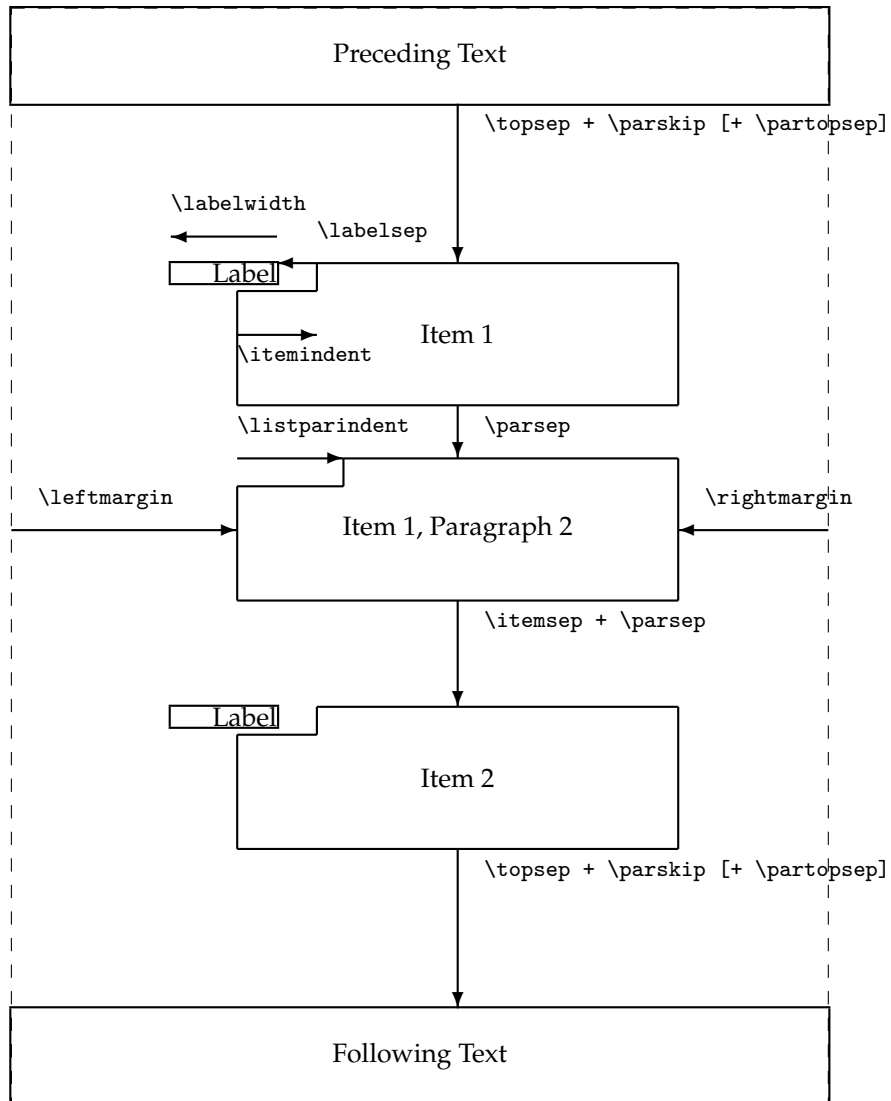 Preceding Text
\topsep + \parskip [+ \partopsep]
\labelwidth
\labelsep
Label
Item 1
\itemindent
\listparindent
\parsep
\leftmargin
\rightmargin
Item 1, Paragraph 2
\itemsep + \parsep
Label
Item 2
\topsep + \parskip [+ \partopsep]
Following Text